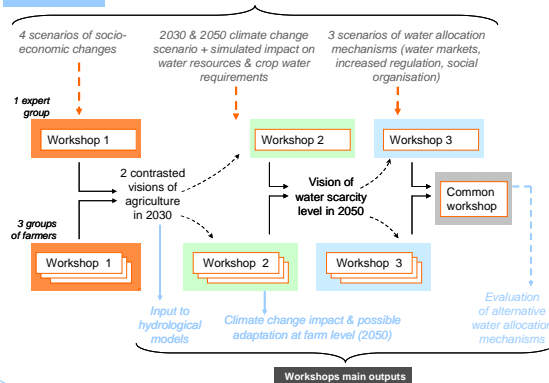 4 scenarios of socio-
economic changes
2030 & 2050 climate change
scenario + simulated impact on
water resources & crop water
requirements
3 scenarios of water allocation
mechanisms (water markets,
increased regulation, social
organisation)
1 expert
group
Workshop 1
Workshop 2
Workshop 3
2 contrasted
visions of
agriculture
in 2030
Vision of
water scarcity
level in 2050
Common
workshop
3 groups
of farmers
Workshop 1
Workshop 2
Workshop 3
Input to
hydrological
models
Climate change impact & possible
adaptation at farm level (2050)
Evaluation
of alternative
water allocation
mechanisms
Workshops main outputs